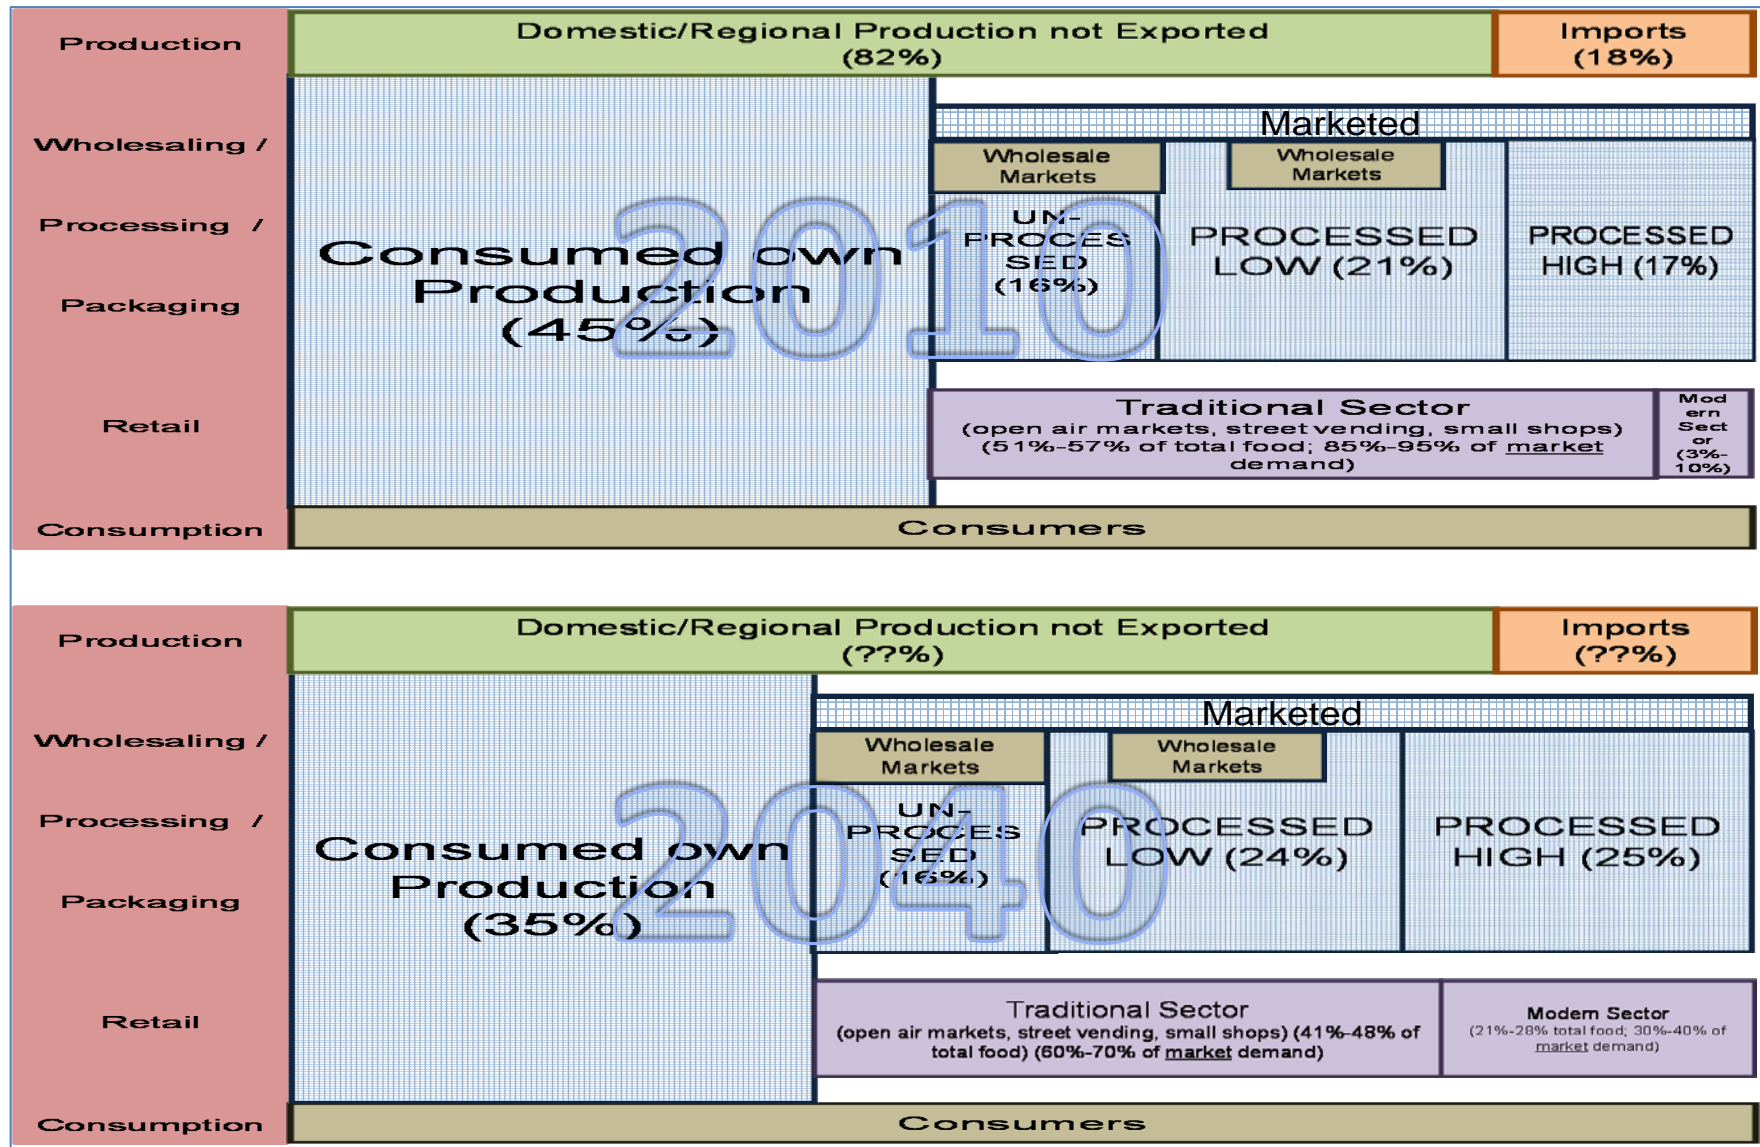 Production
Domestic/Regional Production not Exported
(82%)
Imports
(18%)
Marketed
Wholesaling /
Wholesale
Markets
Wholesale
Markets
Processing /
Packaging
2010
Consumed own
Production
(45%)
UN-
PROCES
SED
(16%)
PROCESSED
LOW (21%)
PROCESSED
HIGH (17%)
Retail
Traditional Sector
(open air markets, street vending, small shops)
(51%-57% of total food; 85%-95% of market
demand)
Mod
ern
Sect
or
(3%-
10%)
Consumption
Consumers
Production
Domestic/Regional Production not Exported
(??%)
Imports
(??%)
Marketed
Wholesaling /
Wholesale
Markets
Wholesale
Markets
Processing /
Packaging
2040
Consumed own
Production
(35%)
UN-
PROCES
SED
(16%)
PROCESSED
LOW (24%)
PROCESSED
HIGH (25%)
Retail
Traditional Sector
(open air markets, street vending, small shops) (41%-48% of
total food) (60%-70% of market demand)
Modern Sector
(21%-28% total food; 30%-40% of
market demand)
Consumption
Consumers